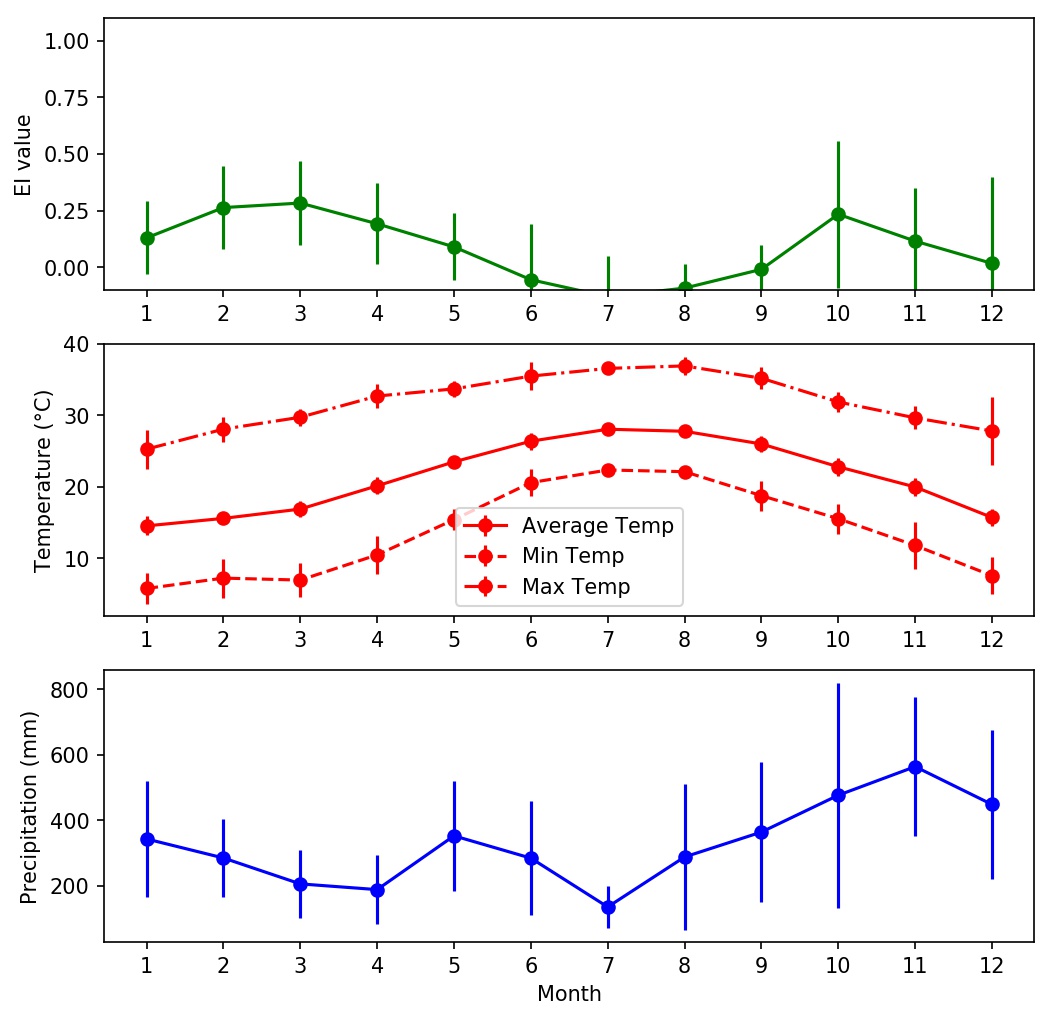 EI value
1.00
0.75
0.50
0.25
0.00
1 2 3 4 5 6 7 8 9 10 11 12
Temperature (°C)
40
30
20
10
Average Temp
Min Temp
Max Temp
1 2 3 4 5 6 7 8 9 10 11 12
Precipitation (mm)
800
600
400
200
1 2 3 4 5 6 7 8 9 10 11 12
Month